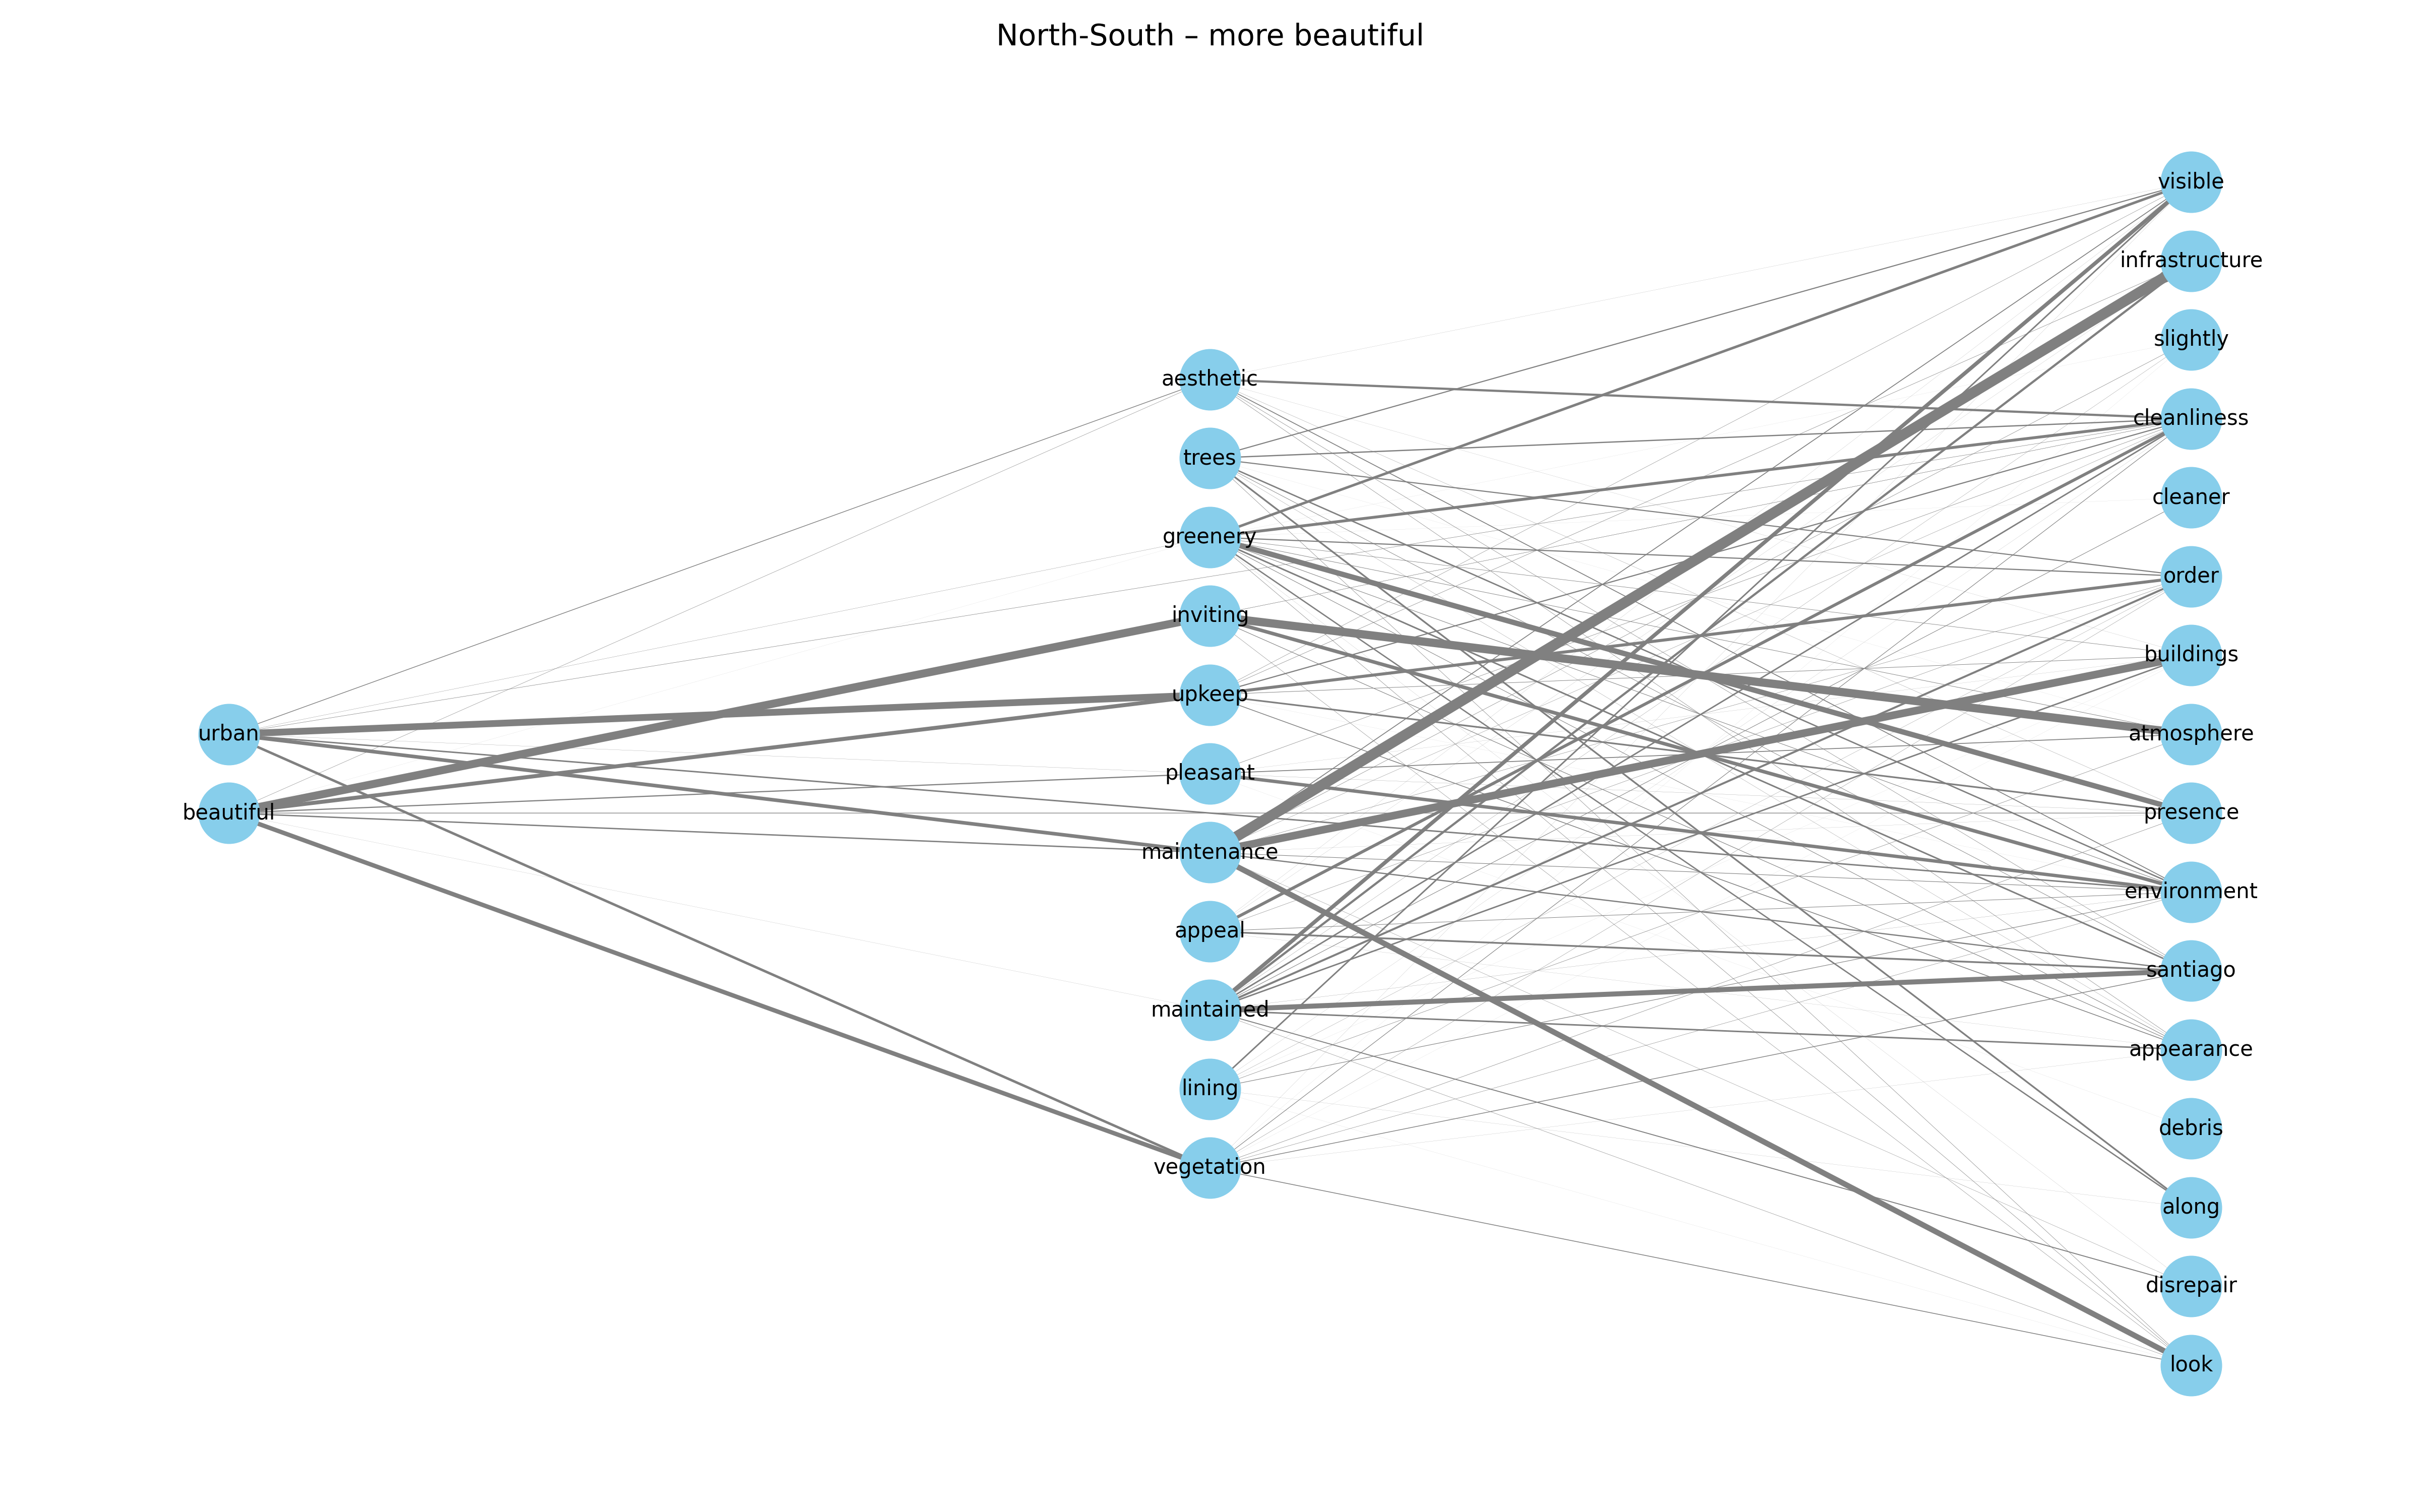 North-South – more beautiful
urban
beautiful
aesthetic
trees
greenery
inviting
upkeep
pleasant
maintenance
appeal
maintained
lining
vegetation
visible
infrastructure
slightly
cleanliness
cleaner
order
buildings
atmosphere
presence
environment
santiago
appearance
debris
along
disrepair
look